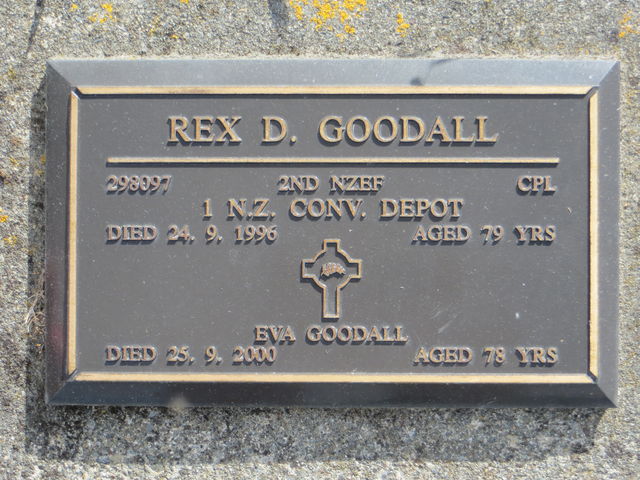 REX D. GOODALL
298097 2ND NZEF CPL
1 N.Z. CONV. DEPOT
DIED 24. 9. 1996 AGED 79 YRS
EVA GOODALL
DIED 25. 9. 2000 AGED 78 YRS